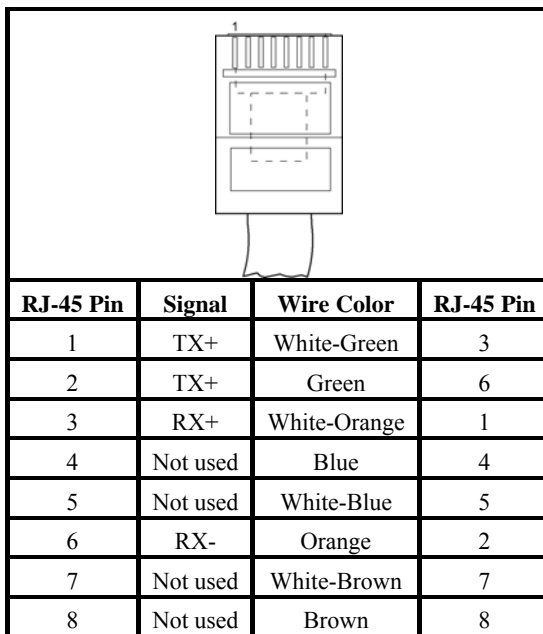 1
RJ-45 Pin Signal Wire Color RJ-45 Pin
1 TX+ White-Green 3
2 TX+ Green 6
3 RX+ White-Orange 1
4 Not used Blue 4
5 Not used White-Blue 5
6 RX- Orange 2
7 Not used White-Brown 7
8 Not used Brown 8